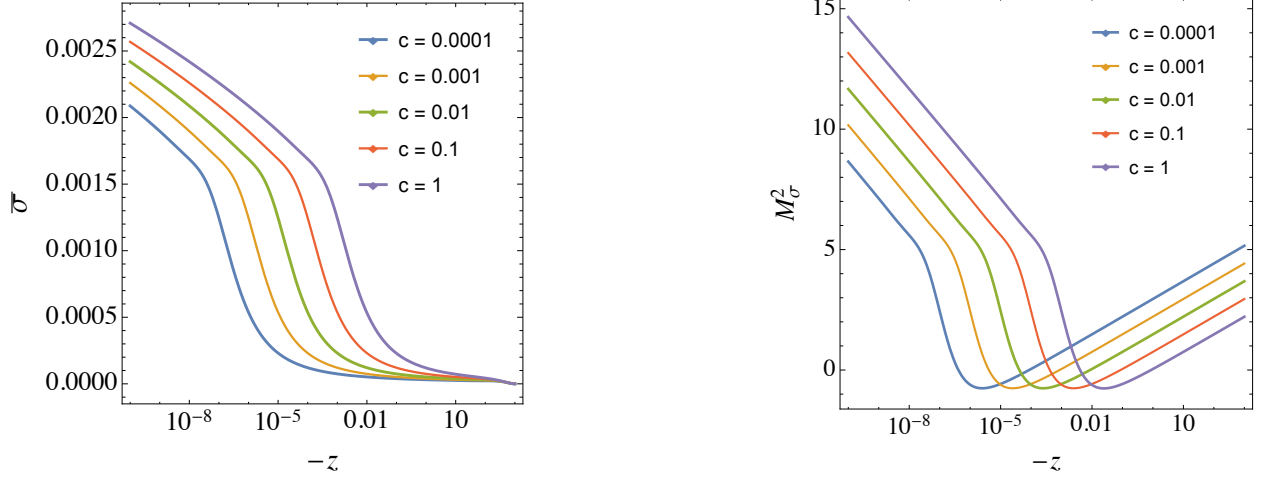 0.0025
0.0020
0.0015
0.0010
0.0005
0.0000
σ̅
10⁻⁸
10⁻⁵
0.01
10
−z
c = 0.0001
c = 0.001
c = 0.01
c = 0.1
c = 1
15
10
5
0
M²σ
10⁻⁸
10⁻⁵
0.01
10
−z
c = 0.0001
c = 0.001
c = 0.01
c = 0.1
c = 1